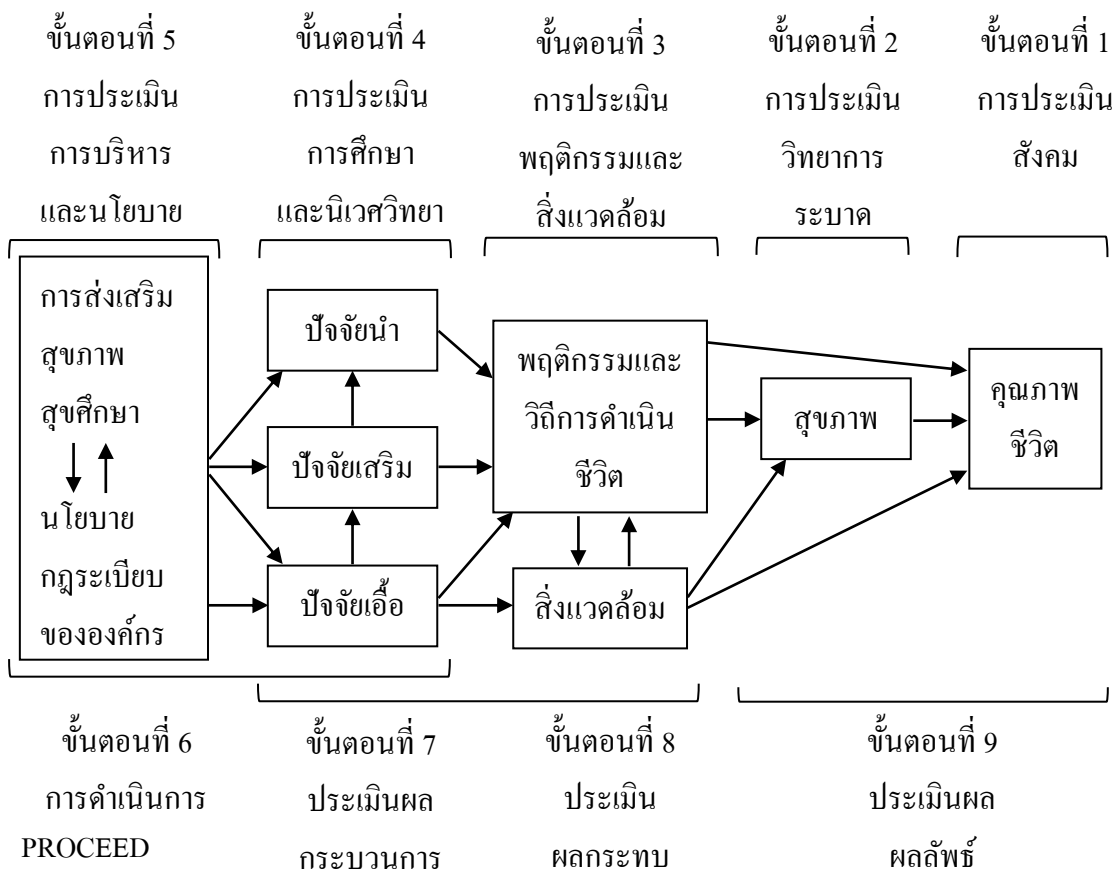 ขั้นตอนที่ 5
การประเมิน
การบริหาร
และนโยบาย
ขั้นตอนที่ 4
การประเมิน
การศึกษา
และนิเวศวิทยา
ขั้นตอนที่ 3
การประเมิน
พฤติกรรมและ
สิ่งแวดล้อม
ขั้นตอนที่ 2
การประเมิน
วิทยาการ
ระบาด
ขั้นตอนที่ 1
การประเมิน
สังคม
การส่งเสริม
สุขภาพ
สุขศึกษา
นโยบาย
กฎระเบียบ
ขององค์กร
ปัจจัยนำ
ปัจจัยเสริม
ปัจจัยเอื้อ
พฤติกรรมและ
วิถีการดำเนิน
ชีวิต
สิ่งแวดล้อม
สุขภาพ
คุณภาพ
ชีวิต
ขั้นตอนที่ 6
การดำเนินการ
PROCEED
ขั้นตอนที่ 7
ประเมินผล
กระบวนการ
ขั้นตอนที่ 8
ประเมิน
ผลกระทบ
ขั้นตอนที่ 9
ประเมินผล
ผลลัพธ์